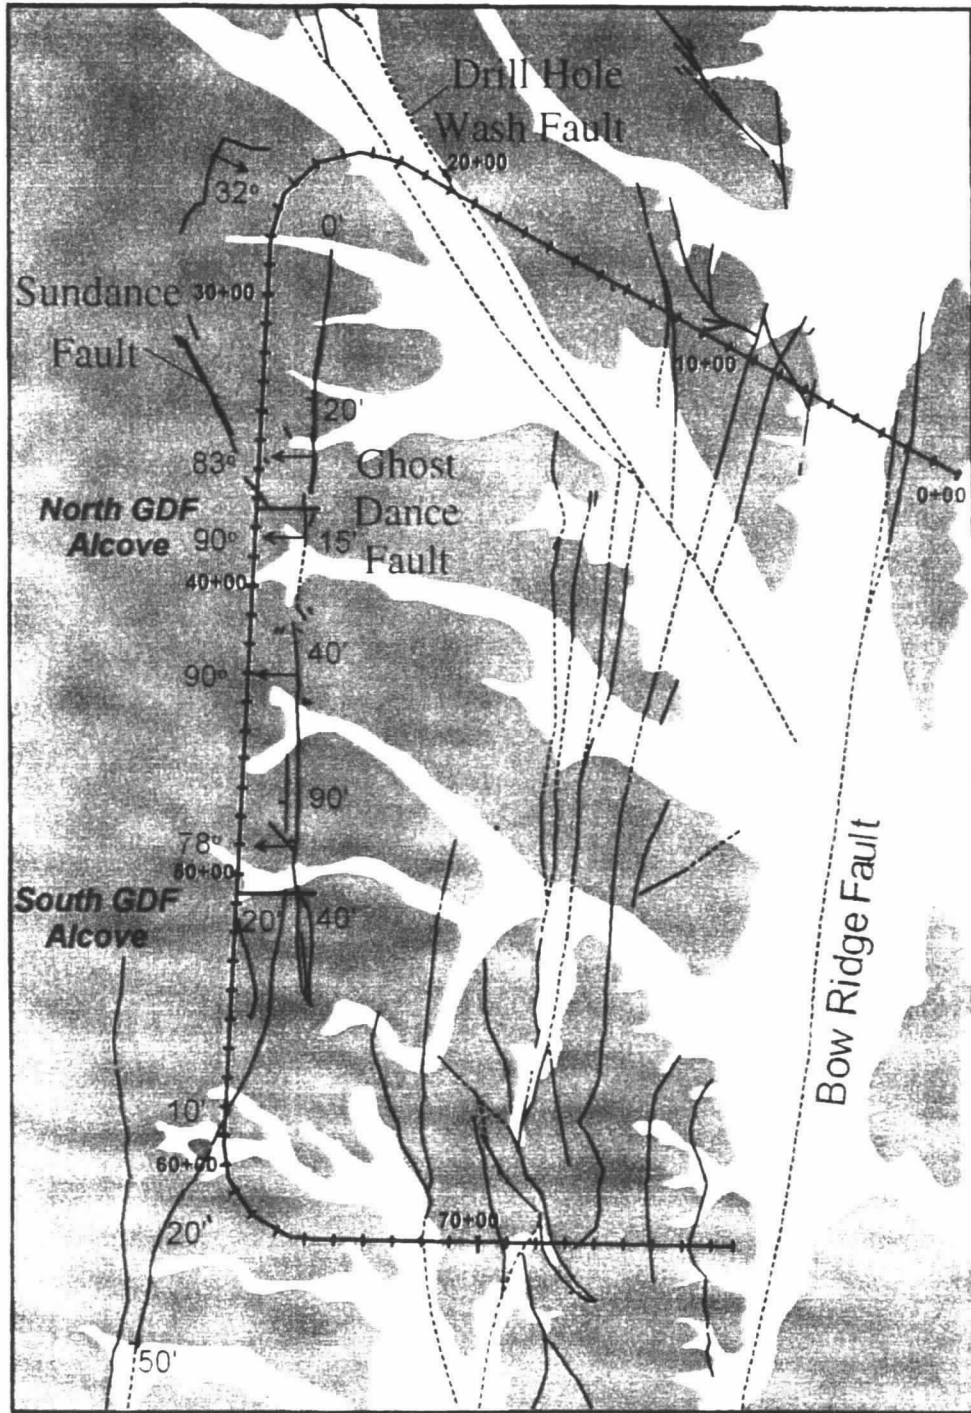 Drill Hole
Wash Fault
20+00
32°
0'
Sundance
Fault
30+00
10+00
20'
83°
Ghost
Dance
Fault
0+00
North GDF
Alcove
90°
15'
40+00
40'
90°
90'
78°
50+00
South GDF
Alcove
20'
40'
Bow Ridge Fault
10'
60+00
20'
70+00
50'